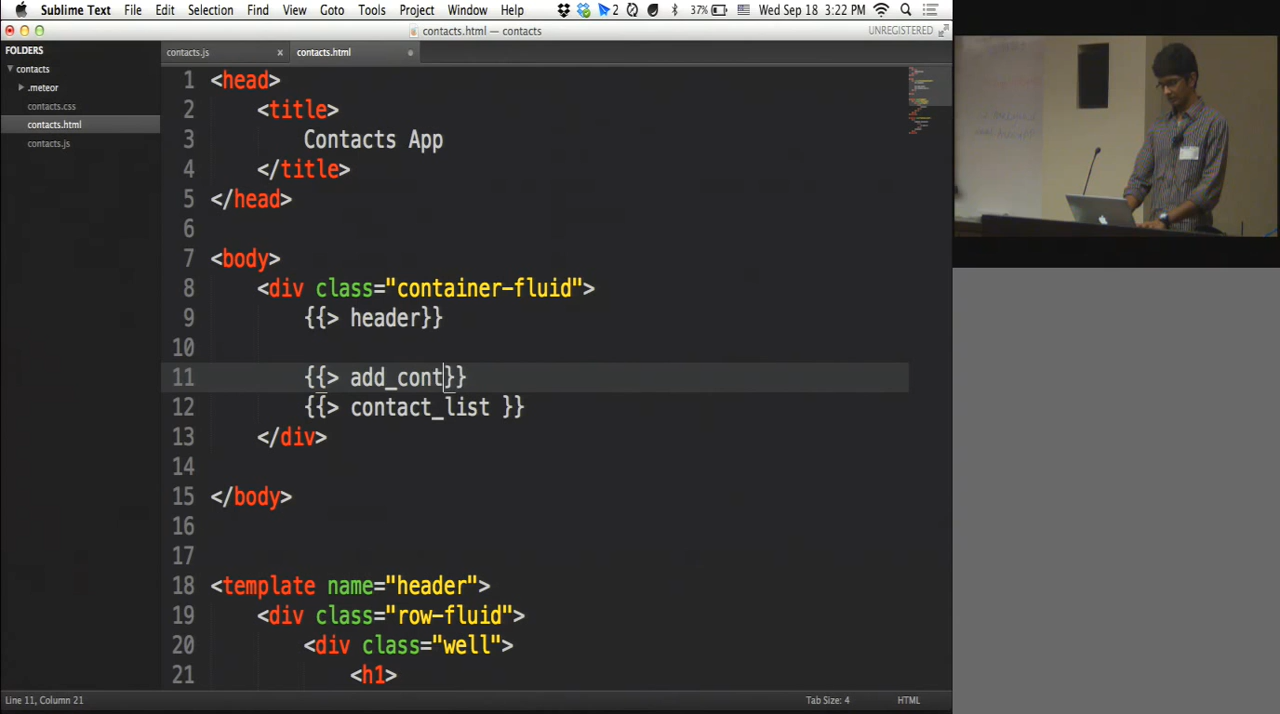 Sublime Text File Edit Selection Find View Goto Tools Project Window Help 2 37% Wed Sep 18 3:22 PM
contacts.html — contacts UNREGISTERED
FOLDERS
contacts
.meteor
contacts.css
contacts.html
contacts.js
contacts.js x contacts.html
1 <head>
2 <title>
3 Contacts App
4 </title>
5 </head>
6
7 <body>
8 <div class="container-fluid">
9 {{> header}}
10
11 {{> add_cont}}
12 {{> contact_list }}
13 </div>
14
15 </body>
16
17
18 <template name="header">
19 <div class="row-fluid">
20 <div class="well">
21 <h1>
Line 11, Column 21 Tab Size: 4 HTML